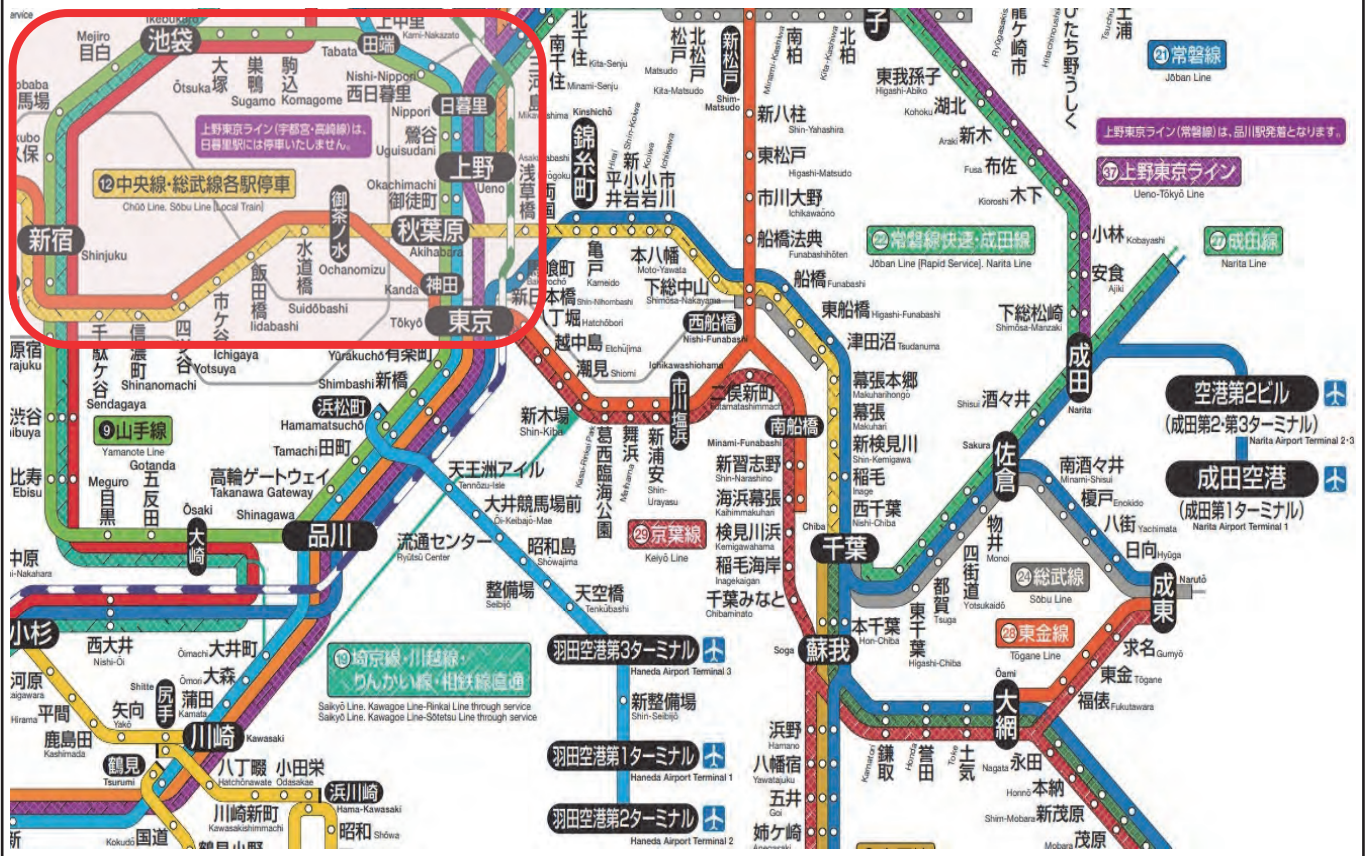 service
Ikebukuro
池袋
Mejiro
目白
大塚
Ōtsuka
巣鴨
Sugamo
駒込
Komagome
Tabata
田端
上中里
Kami-Nakazato
Nishi-Nippori
西日暮里
Nippori
日暮里
鶯谷
Uguisudani
上野
Ueno
Okachimachi
御徒町
秋葉原
Akihabara
Kanda
神田
Tōkyō
東京
馬場
新宿
Shinjuku
上野東京ライン(宇都宮・高崎線)は、
日暮里駅には停車いたしません。
⑫中央線・総武線各駅停車
Chūō Line, Sōbu Line [Local Train]
御茶ノ水
Ochanomizu
水道橋
Suidōbashi
飯田橋
Iidabashi
市ケ谷
Ichigaya
四ツ谷
Yotsuya
信濃町
Shinanomachi
千駄ケ谷
Sendagaya
浅草橋
三河島
南千住
Minami-Senju
北千住
Kita-Senju
松戸
Matsudo
北松戸
Kita-Matsudo
新松戸
Shim-Matsudo
南柏
Minami-Kashiwa
北柏
Kita-Kashiwa
東我孫子
Higashi-Abiko
湖北
Kohoku
新木
Araki
布佐
Fusa
木下
Kioroshi
小林
Kobayashi
安食
Ajiki
下総松崎
Shimōsa-Manzaki
成田
Narita
龍ケ崎市
Ryūgasakishi
ひたち野うしく
Hitachinoushiku
土浦
Tsuchiura
㉑常磐線
Jōban Line
上野東京ライン(常磐線)は、品川駅発着となります。
㊲上野東京ライン
Ueno-Tōkyō Line
㉒常磐線快速・成田線
Jōban Line [Rapid Service]. Narita Line
㉗成田線
Narita Line
Kinshichō
錦糸町
平井
Hirai
新小岩
Shin-Koiwa
小岩
Koiwa
市川
Ichikawa
亀戸
Kameido
本八幡
Moto-Yawata
下総中山
Shimōsa-Nakayama
西船橋
Nishi-Funabashi
新八柱
Shin-Yahashira
東松戸
Higashi-Matsudo
市川大野
Ichikawaōno
船橋法典
Funabashihōten
船橋
Funabashi
東船橋
Higashi-Funabashi
津田沼
Tsudanuma
幕張本郷
Makuharihongo
幕張
Makuhari
新検見川
Shin-Kemigawa
稲毛
Inage
西千葉
Nishi-Chiba
Chiba
千葉
Shin-Nihombashi
Hatchōbori
越中島
Etchūjima
潮見
Shiomi
新木場
Shin-Kiba
葛西臨海公園
Kasai-Rinkai Park
舞浜
Maihama
新浦安
Shin-Urayasu
Ichikawashiohama
市川塩浜
二俣新町
Futamatashimmachi
南船橋
Minami-Funabashi
新習志野
Shin-Narashino
海浜幕張
Kaihimmakuhari
検見川浜
Kemigawahama
稲毛海岸
Inagekaigan
千葉みなと
Chibaminato
㉙京葉線
Keiyō Line
Yūrakuchō
有楽町
Shimbashi
新橋
浜松町
Hamamatsuchō
Tamachi
田町
高輪ゲートウェイ
Takanawa Gateway
Shinagawa
品川
Ōsaki
大崎
Gotanda
五反田
Meguro
目黒
比寿
Ebisu
渋谷
原宿
⑨山手線
Yamanote Line
天王洲アイル
Tennōzu-Isle
大井競馬場前
Ōi-Keibajō-Mae
流通センター
Ryūtsū Center
昭和島
Shōwajima
整備場
Seibijō
天空橋
Tenkūbashi
羽田空港第3ターミナル
Haneda Airport Terminal 3
新整備場
Shin-Seibijō
羽田空港第1ターミナル
Haneda Airport Terminal 1
羽田空港第2ターミナル
Haneda Airport Terminal 2
⑲埼京線・川越線・
りんかい線・相鉄線直通
Saikyō Line. Kawagoe Line-Rinkai Line through service
Saikyō Line. Kawagoe Line-Sōtetsu Line through service
中原
小杉
西大井
Nishi-Ōi
Ōimachi
大井町
Ōmori
大森
蒲田
Kamata
川崎
Kawasaki
Shitte
尻手
矢向
Yakō
鹿島田
Kashimada
Hirama
平間
河原
鶴見
Tsurumi
八丁畷
Hatchōnawate
小田栄
Odasakae
川崎新町
Kawasakishimmachi
浜川崎
Hama-Kawasaki
昭和
Shōwa
Kokudō
国道
鶴見小野
新
Shisui
酒々井
Sakura
佐倉
物井
Monoi
四街道
Yotsukaidō
都賀
Tsuga
東千葉
Higashi-Chiba
本千葉
Hon-Chiba
南酒々井
Minami-Shisui
榎戸
Enokido
八街
Yachimata
日向
Hyūga
成東
Narutō
㉔総武線
Sōbu Line
㉘東金線
Tōgane Line
求名
Gumyō
東金
Tōgane
福俵
Fukutawara
Ōami
大網
永田
Nagata
本納
Honnō
新茂原
Shim-Mobara
茂原
Mobara
土気
Toke
誉田
Honda
鎌取
Kamatori
Soga
蘇我
浜野
Hamano
八幡宿
Yawatajuku
五井
Goi
姉ケ崎
Anegasaki
空港第2ビル
(成田第2・第3ターミナル)
Narita Airport Terminal 2・3
成田空港
(成田第1ターミナル)
Narita Airport Terminal 1